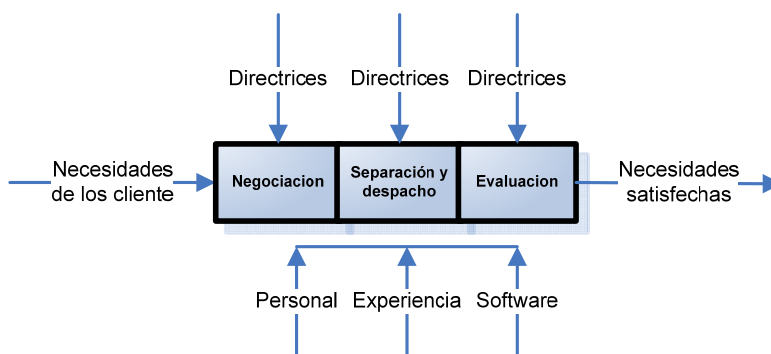 Directrices Directrices Directrices
Necesidades
de los cliente
Negociacion
Separación y
despacho
Evaluacion
Necesidades
satisfechas
Personal Experiencia Software